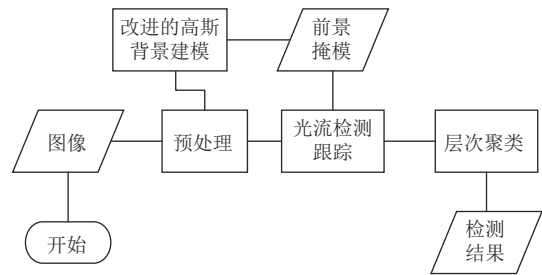 改进的高斯
背景建模
前景
掩模
图像
预处理
光流检测
跟踪
层次聚类
开始
检测
结果